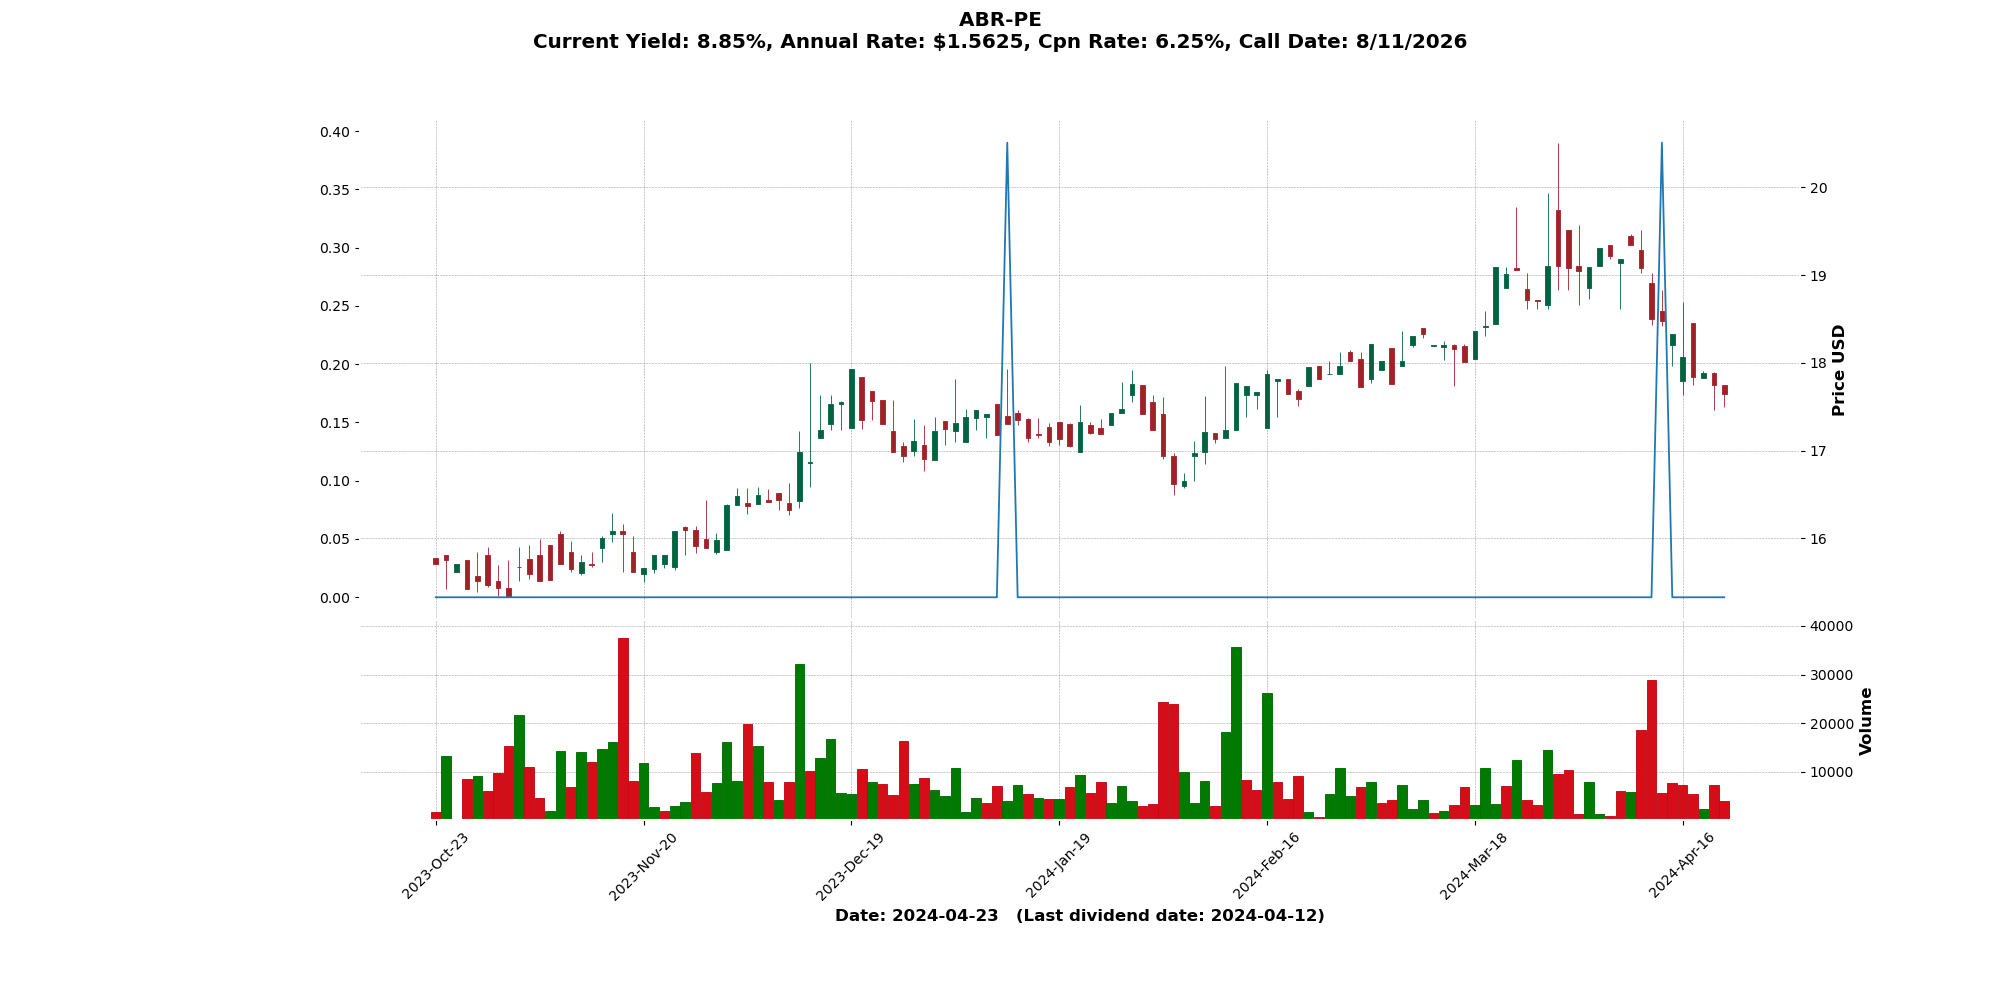 ABR-PE
Current Yield: 8.85%, Annual Rate: $1.5625, Cpn Rate: 6.25%, Call Date: 8/11/2026
0.40
0.35
0.30
0.25
0.20
0.15
0.10
0.05
0.00
20
19
18
17
16
Price USD
40000
30000
20000
10000
Volume
2023-Oct-23
2023-Nov-20
2023-Dec-19
2024-Jan-19
2024-Feb-16
2024-Mar-18
2024-Apr-16
Date: 2024-04-23 (Last dividend date: 2024-04-12)